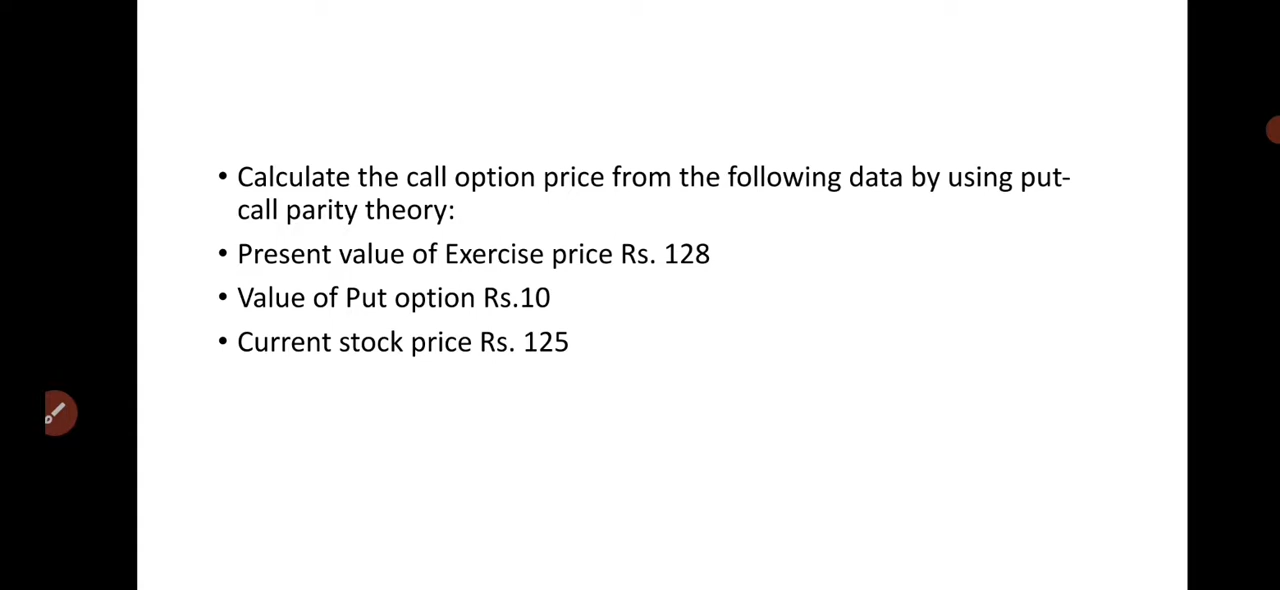 • Calculate the call option price from the following data by using put-
call parity theory:
• Present value of Exercise price Rs. 128
• Value of Put option Rs.10
• Current stock price Rs. 125